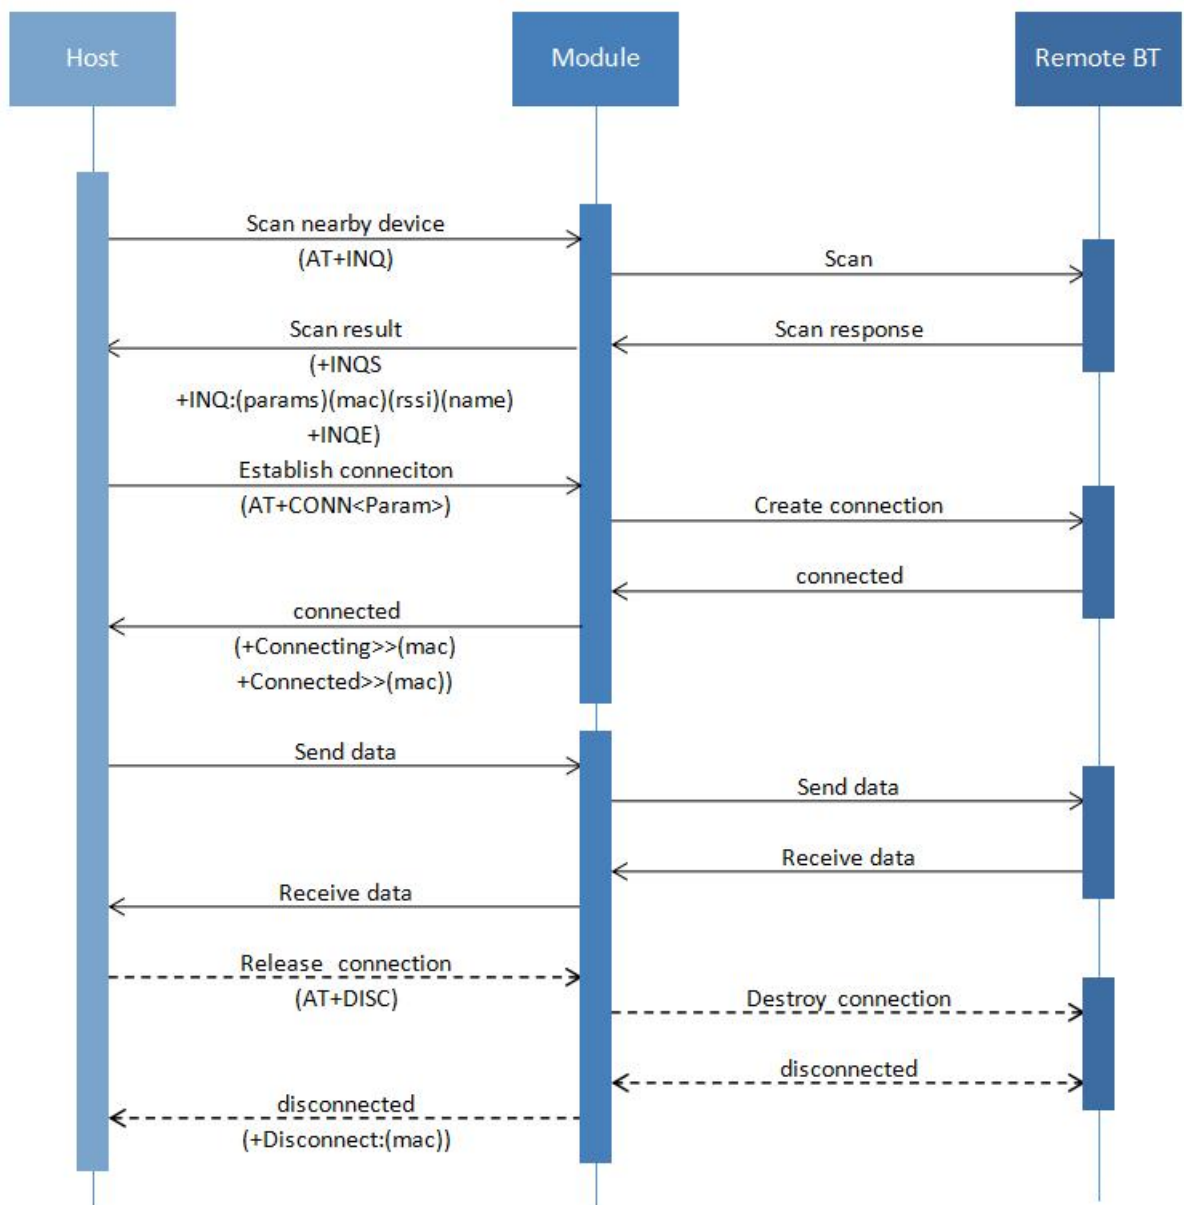 Host
Module
Remote BT
Scan nearby device
(AT+INQ)
Scan
Scan result
Scan response
(+INQS
+INQ:(params)(mac)(rssi)(name)
+INQE)
Establish conneciton
(AT+CONN<Param>)
Create connection
connected
connected
(+Connecting>>(mac)
+Connected>>(mac))
Send data
Send data
Receive data
Receive data
Release connection
(AT+DISC)
Destroy connection
disconnected
disconnected
(+Disconnect:(mac))